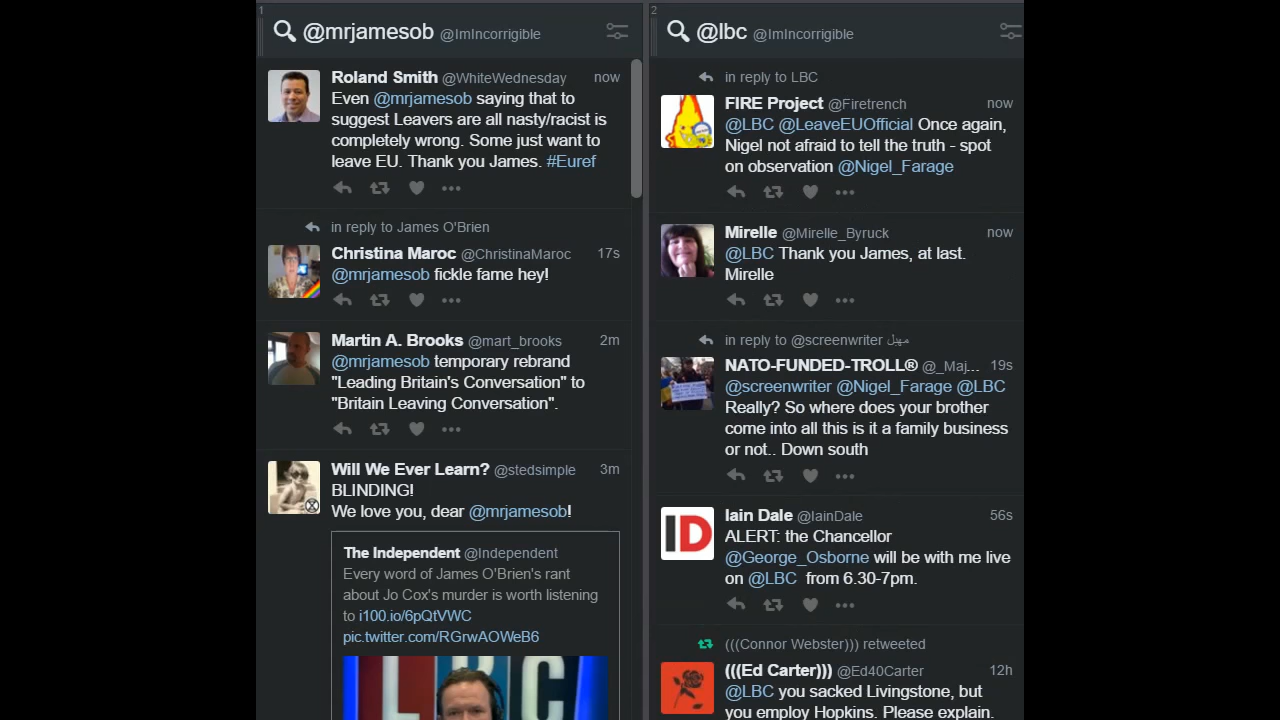 1
@mrjamesob @ImIncorrigible
Roland Smith @WhiteWednesday now
Even @mrjamesob saying that to
suggest Leavers are all nasty/racist is
completely wrong. Some just want to
leave EU. Thank you James. #Euref
in reply to James O'Brien
Christina Maroc @ChristinaMaroc 17s
@mrjamesob fickle fame hey!
Martin A. Brooks @mart_brooks 2m
@mrjamesob temporary rebrand
"Leading Britain's Conversation" to
"Britain Leaving Conversation".
Will We Ever Learn? @stedsimple 3m
BLINDING!
We love you, dear @mrjamesob!
The Independent @Independent
Every word of James O'Brien's rant
about Jo Cox's murder is worth listening
to i100.io/6pQtVWC
pic.twitter.com/RGrwAOWeB6
LBC
2
@lbc @ImIncorrigible
in reply to LBC
FIRE Project @Firetrench now
@LBC @LeaveEUOfficial Once again,
Nigel not afraid to tell the truth - spot
on observation @Nigel_Farage
Mirelle @Mirelle_Byruck now
@LBC Thank you James, at last.
Mirelle
in reply to @screenwriter مهند
NATO-FUNDED-TROLL® @_Maj... 19s
@screenwriter @Nigel_Farage @LBC
Really? So where does your brother
come into all this is it a family business
or not.. Down south
ID
Iain Dale @IainDale 56s
ALERT: the Chancellor
@George_Osborne will be with me live
on @LBC from 6.30-7pm.
(((Connor Webster))) retweeted
(((Ed Carter))) @Ed40Carter 12h
@LBC you sacked Livingstone, but
you employ Hopkins. Please explain.